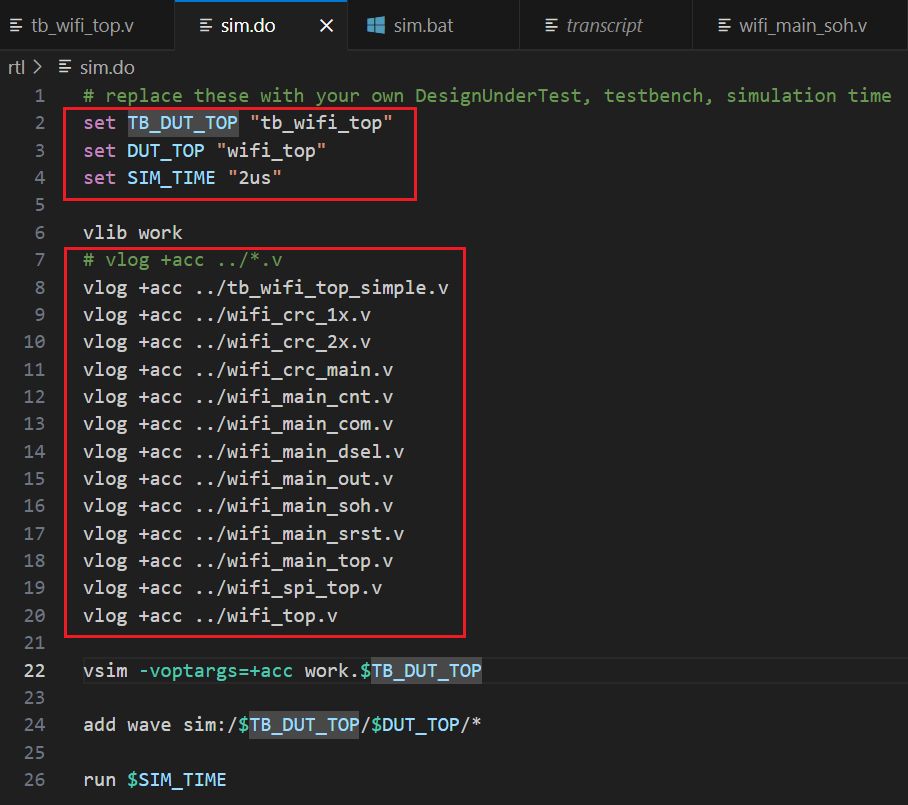 tb_wifi_top.v sim.do sim.bat transcript wifi_main_soh.v
rtl > sim.do
1 # replace these with your own DesignUnderTest, testbench, simulation time
2 set TB_DUT_TOP "tb_wifi_top"
3 set DUT_TOP "wifi_top"
4 set SIM_TIME "2us"
5
6 vlib work
7 # vlog +acc ../*.v
8 vlog +acc ../tb_wifi_top_simple.v
9 vlog +acc ../wifi_crc_1x.v
10 vlog +acc ../wifi_crc_2x.v
11 vlog +acc ../wifi_crc_main.v
12 vlog +acc ../wifi_main_cnt.v
13 vlog +acc ../wifi_main_com.v
14 vlog +acc ../wifi_main_dsel.v
15 vlog +acc ../wifi_main_out.v
16 vlog +acc ../wifi_main_soh.v
17 vlog +acc ../wifi_main_srst.v
18 vlog +acc ../wifi_main_top.v
19 vlog +acc ../wifi_spi_top.v
20 vlog +acc ../wifi_top.v
21
22 vsim -voptargs=+acc work.$TB_DUT_TOP
23
24 add wave sim:/$TB_DUT_TOP/$DUT_TOP/*
25
26 run $SIM_TIME